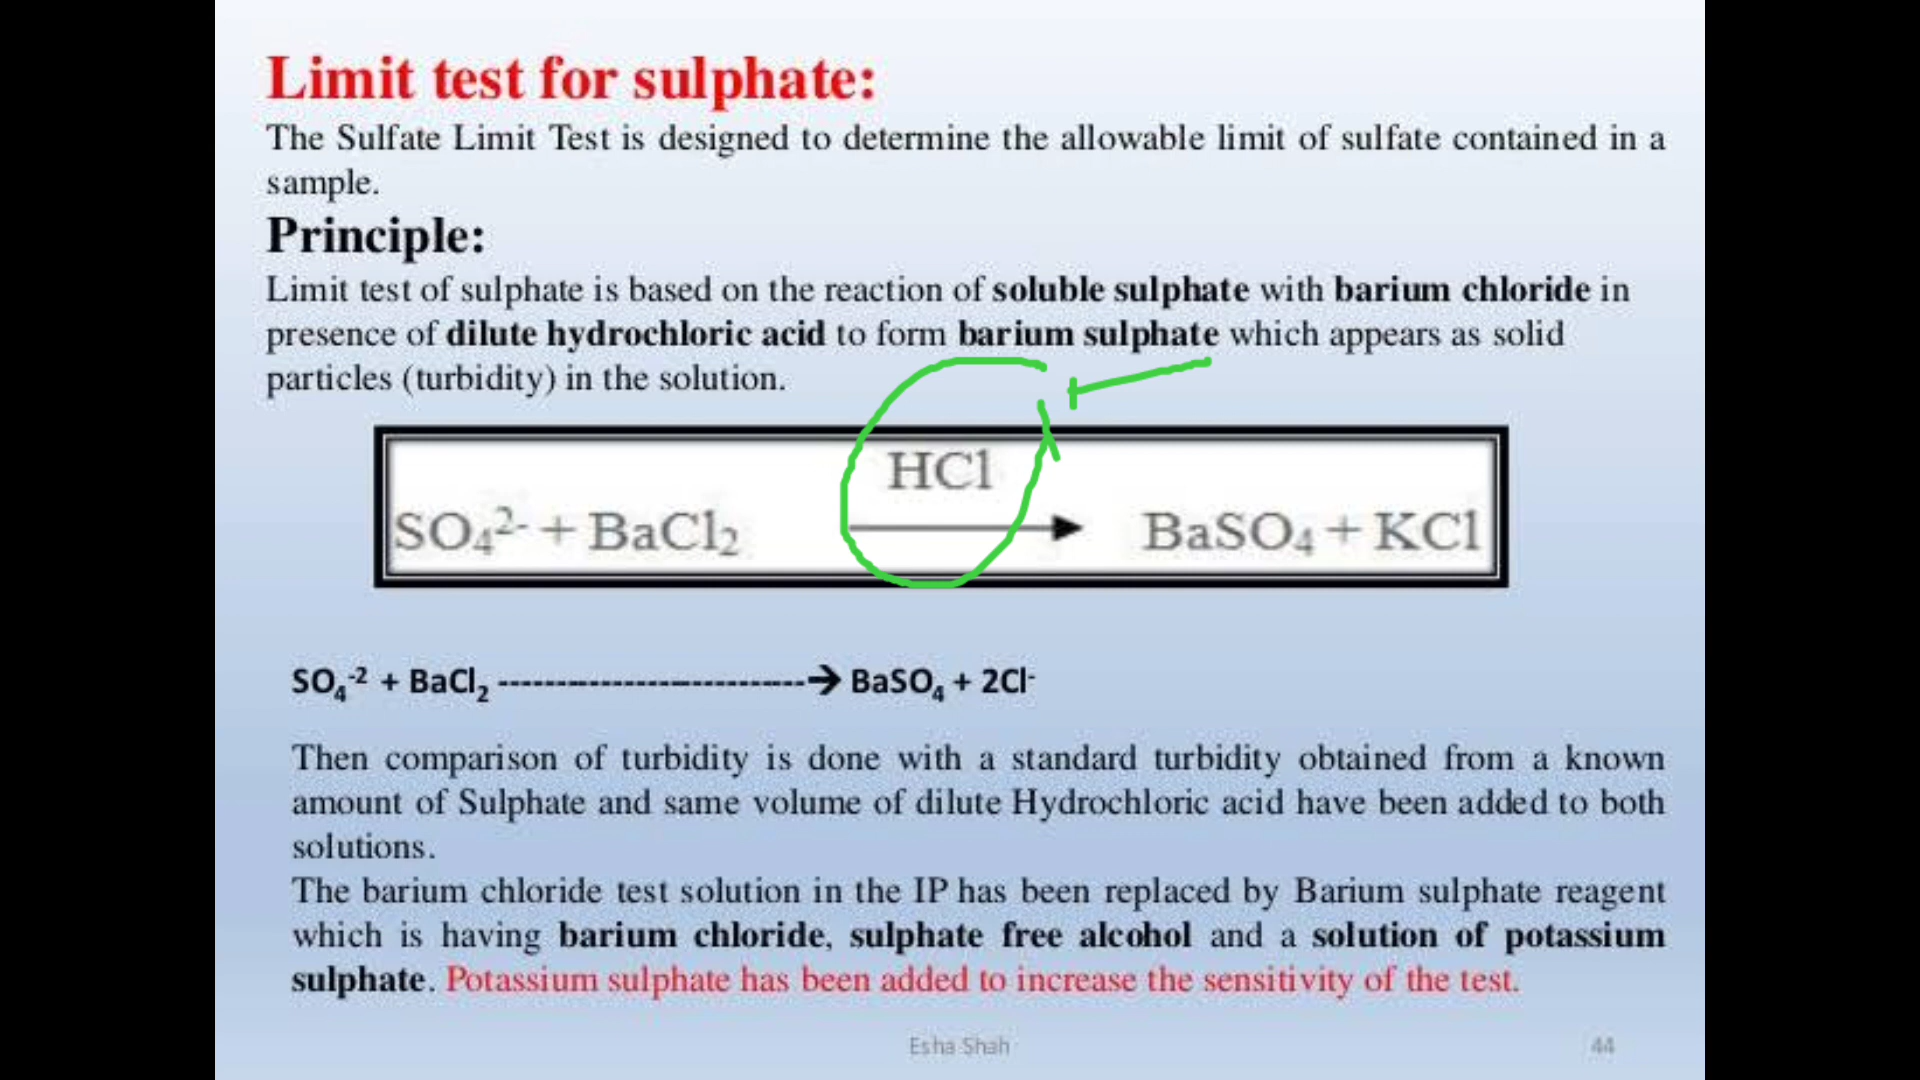 Limit test for sulphate:
The Sulfate Limit Test is designed to determine the allowable limit of sulfate contained in a
sample.
Principle:
Limit test of sulphate is based on the reaction of soluble sulphate with barium chloride in
presence of dilute hydrochloric acid to form barium sulphate which appears as solid
particles (turbidity) in the solution.
HCl
SO₄²⁻ + BaCl₂ → BaSO₄ + KCl
SO₄⁻² + BaCl₂ --------------------------→ BaSO₄ + 2Cl⁻
Then comparison of turbidity is done with a standard turbidity obtained from a known
amount of Sulphate and same volume of dilute Hydrochloric acid have been added to both
solutions.
The barium chloride test solution in the IP has been replaced by Barium sulphate reagent
which is having barium chloride, sulphate free alcohol and a solution of potassium
sulphate. Potassium sulphate has been added to increase the sensitivity of the test.
Esha Shah
44